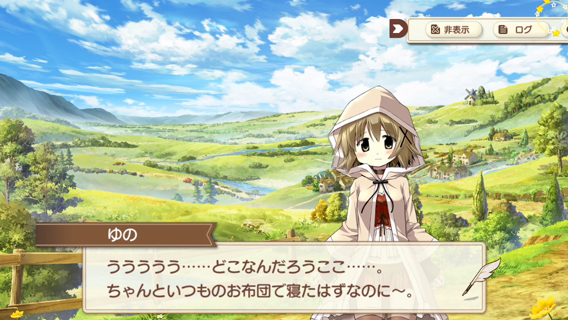 非表示
ログ
ゆの
うううう う……どこなんだろうここ……。
ちゃんといつものお布団で寝たはずなのに〜。